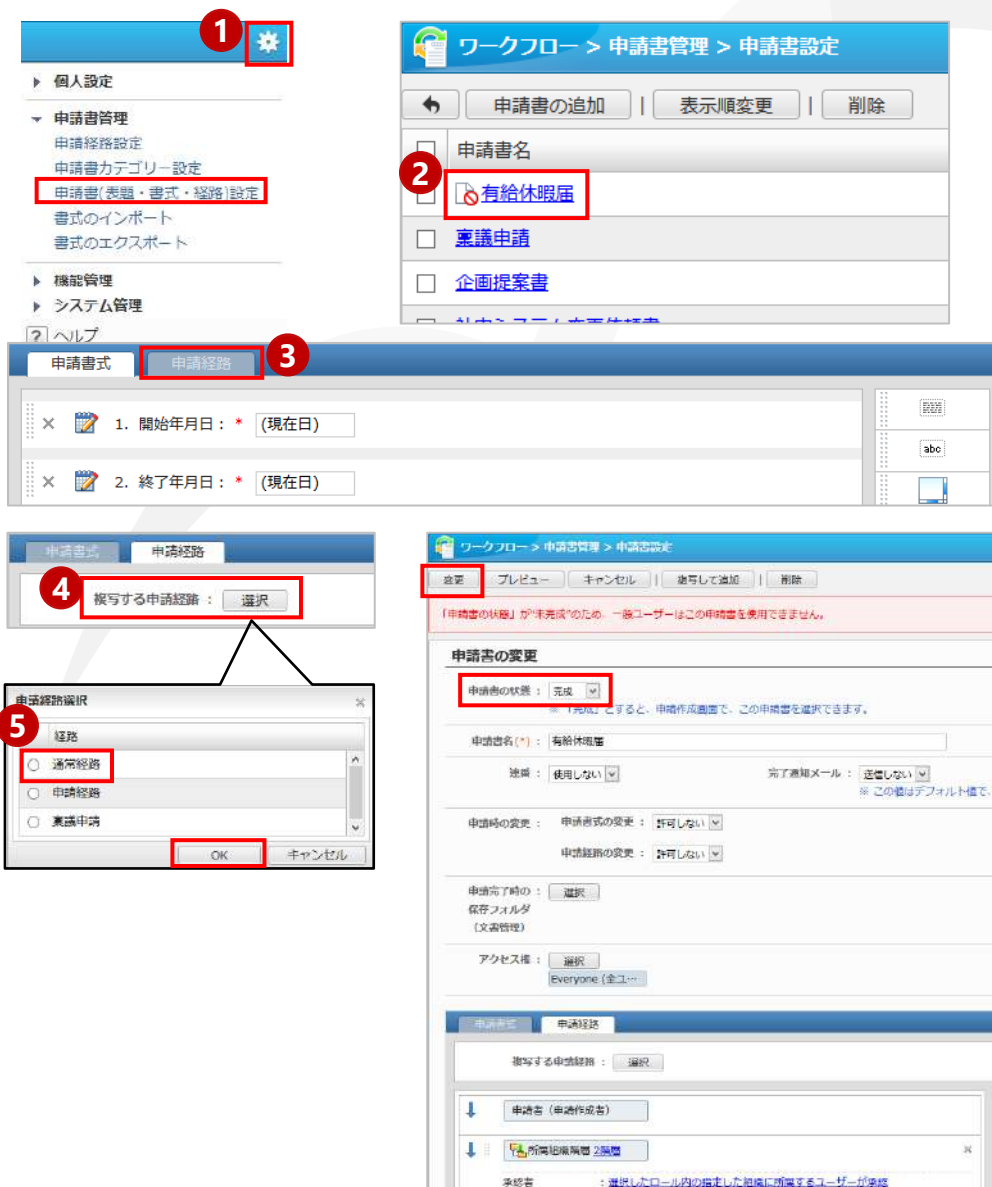 1
個人設定
申請書管理
申請経路設定
申請書カテゴリー設定
申請書(表題・書式・経路)設定
書式のインポート
書式のエクスポート
機能管理
システム管理
? ヘルプ
ワークフロー > 申請書管理 > 申請書設定
申請書の追加 | 表示順変更 | 削除
申請書名
2
有給休暇届
稟議申請
企画提案書
申請書式 申請経路 3
× 1. 開始年月日： * (現在日)
abc
× 2. 終了年月日： * (現在日)
申請書式 申請経路
4 複写する申請経路 ： 選択
申請経路選択 ×
5 経路
通常経路
申請経路
稟議申請
OK キャンセル
ワークフロー > 申請書管理 > 申請書設定
変更 プレビュー キャンセル | 複写して追加 | 削除
「申請書の状態」が"未完成"のため、一般ユーザーはこの申請書を使用できません。
申請書の変更
申請書の状態 ： 完成
※ 「完成」とすると、申請作成画面で、この申請書を選択できます。
申請書名(*) ： 有給休暇届
連番 ： 使用しない 完了通知メール ： 送信しない
※ この値はデフォルト値で、
申請時の変更 ： 申請書式の変更 ： 許可しない
申請経路の変更 ： 許可しない
申請完了時の ： 選択
保存フォルダ
（文書管理）
アクセス権 ： 選択
Everyone (全ユ…
申請書式 申請経路
複写する申請経路 ： 選択
申請者（申請作成者）
所属組織階層 2階層 ×
承認者 ： 選択したロール内の指定した組織に所属するユーザーが承認